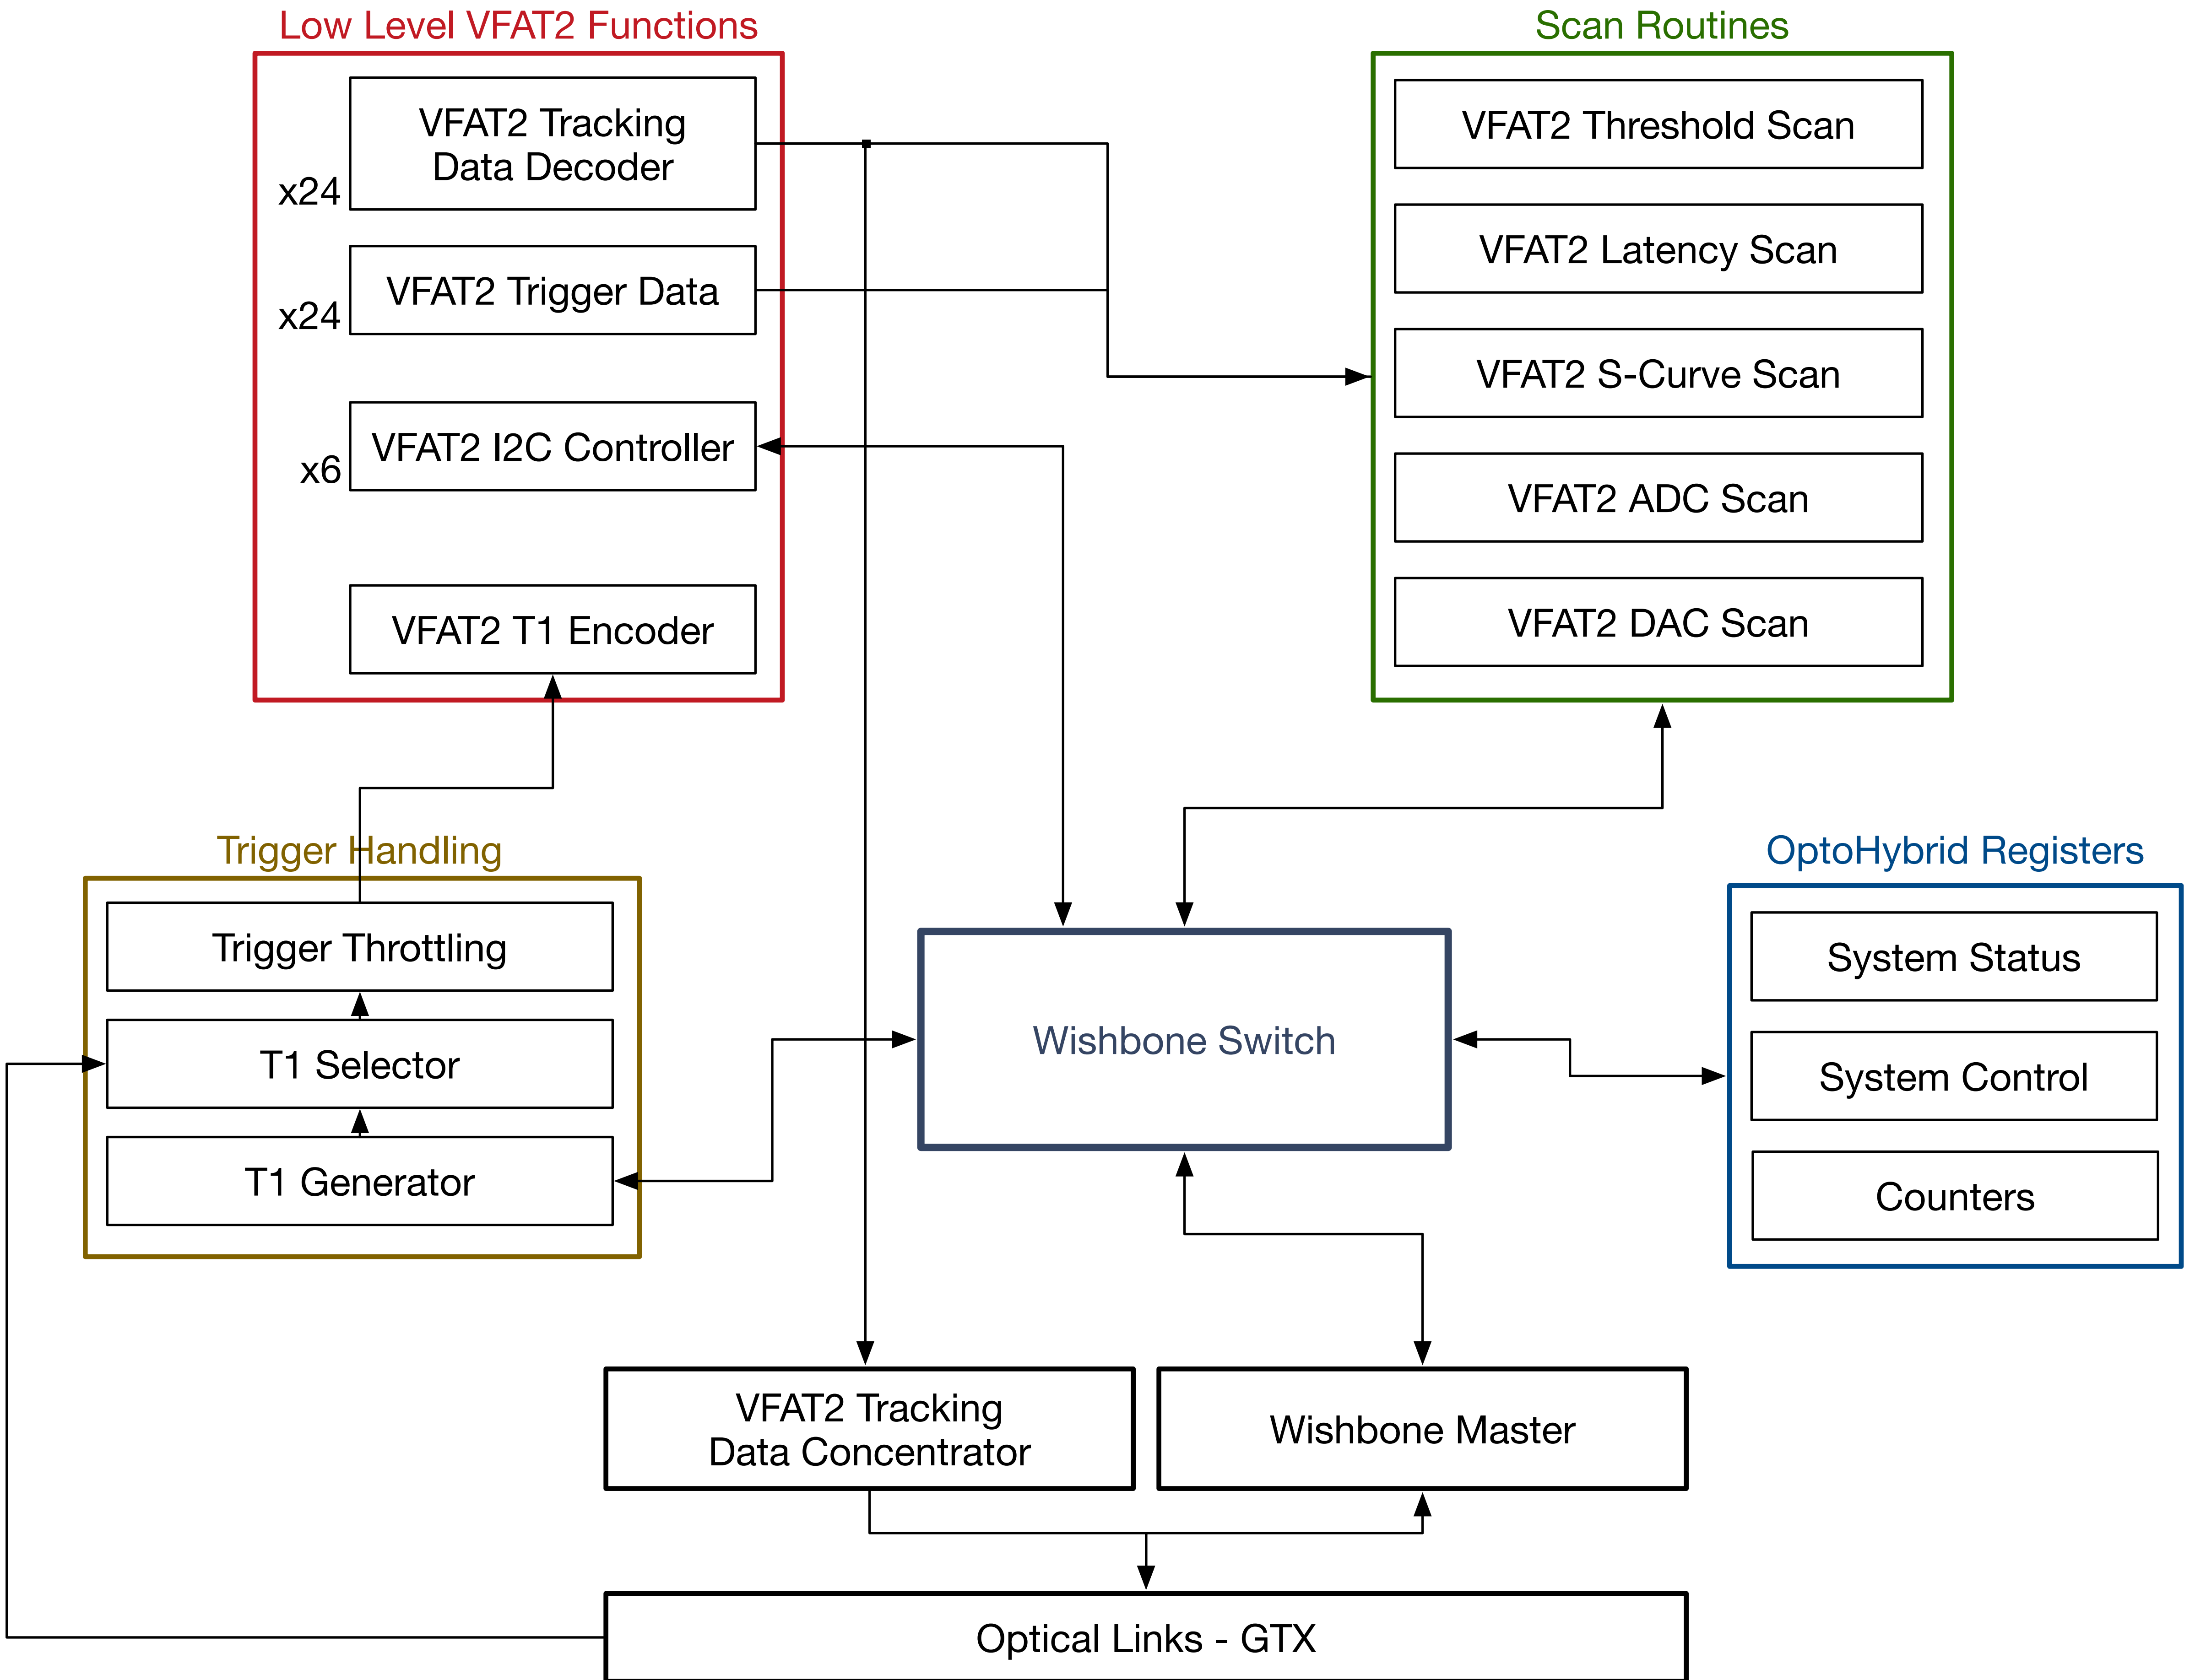 Low Level VFAT2 Functions
VFAT2 Tracking
Data Decoder
x24
VFAT2 Trigger Data
x24
VFAT2 I2C Controller
x6
VFAT2 T1 Encoder
Scan Routines
VFAT2 Threshold Scan
VFAT2 Latency Scan
VFAT2 S-Curve Scan
VFAT2 ADC Scan
VFAT2 DAC Scan
Trigger Handling
Trigger Throttling
T1 Selector
T1 Generator
Wishbone Switch
OptoHybrid Registers
System Status
System Control
Counters
VFAT2 Tracking
Data Concentrator
Wishbone Master
Optical Links - GTX